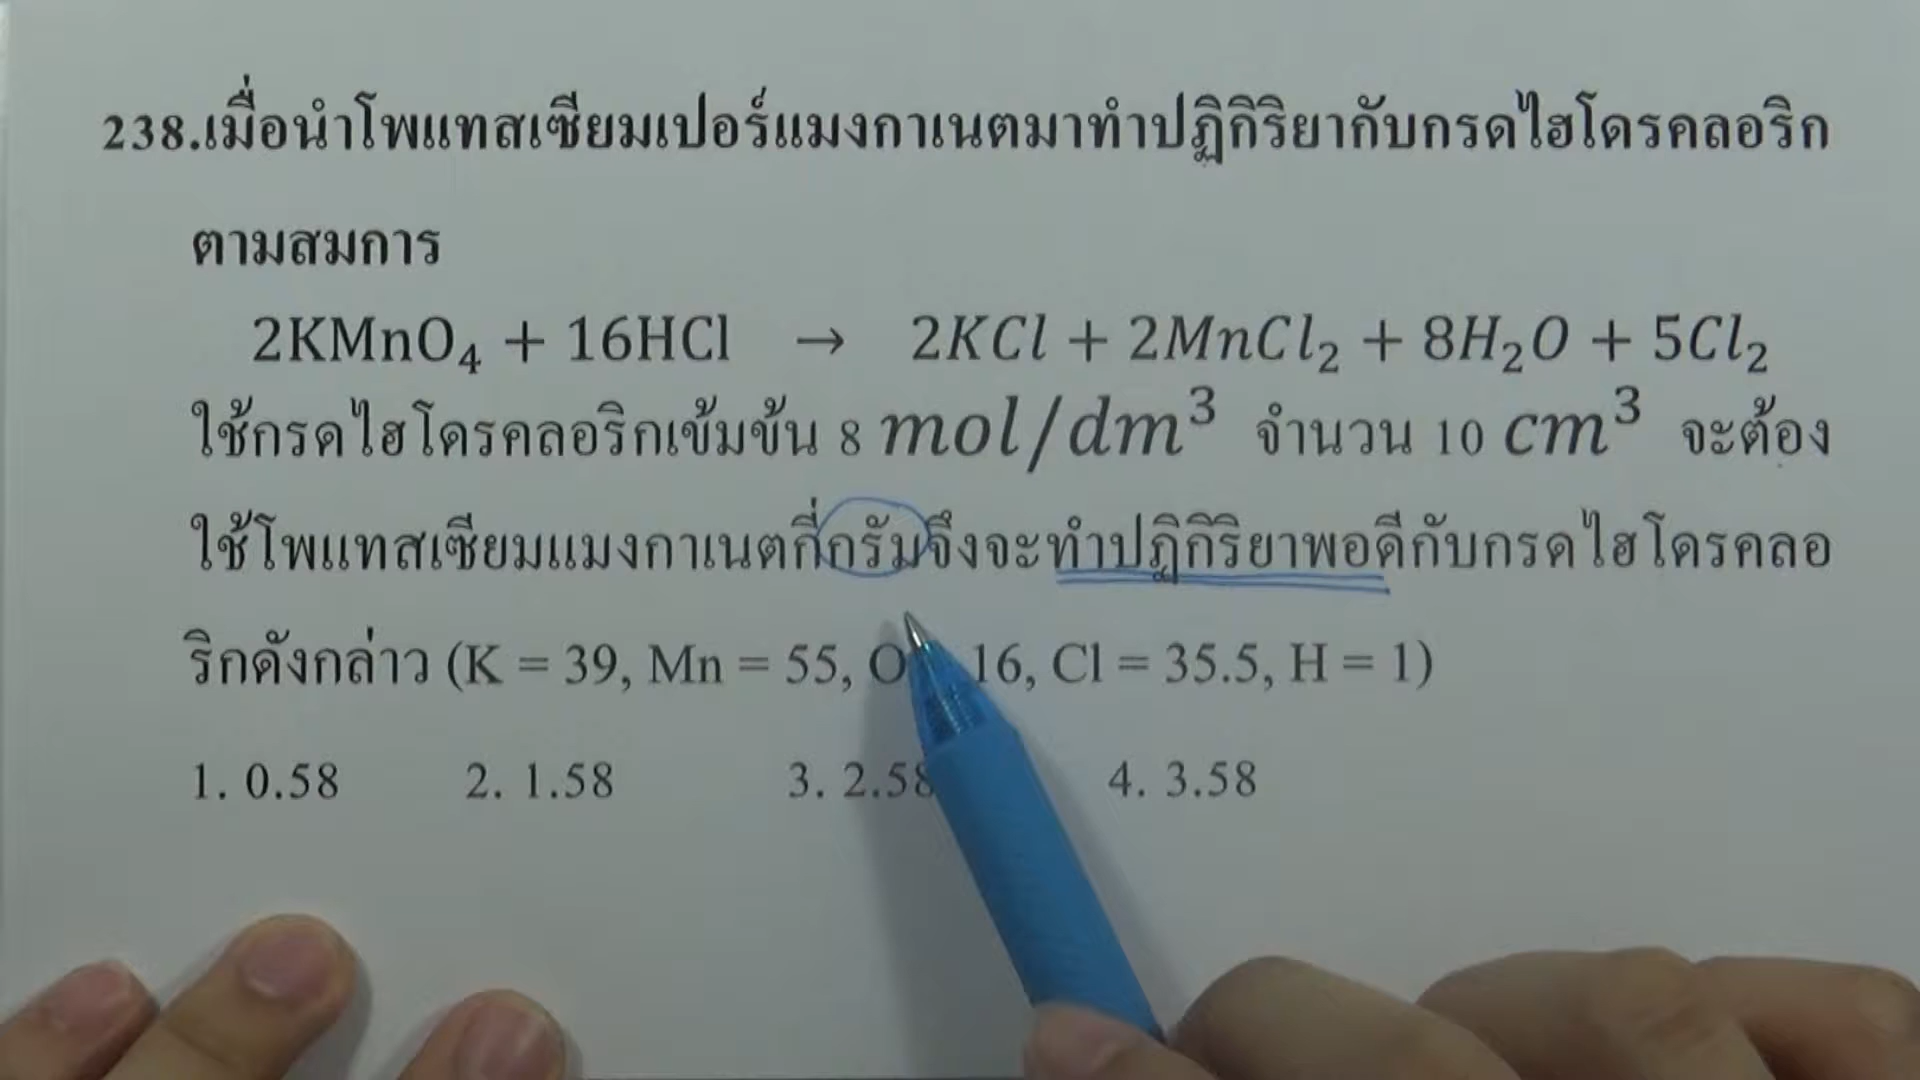 238.เมื่อนำโพแทสเซียมเปอร์แมงกาเนตมาทำปฏิกิริยากับกรดไฮโดรคลอริก
ตามสมการ
2KMnO₄ + 16HCl → 2KCl + 2MnCl₂ + 8H₂O + 5Cl₂
ใช้กรดไฮโดรคลอริกเข้มข้น 8 mol/dm³ จำนวน 10 cm³ จะต้อง
ใช้โพแทสเซียมแมงกาเนตกี่กรัมจึงจะทำปฏิกิริยาพอดีกับกรดไฮโดรคลอ
ริกดังกล่าว (K = 39, Mn = 55, O 16, Cl = 35.5, H = 1)
1. 0.58 2. 1.58 3. 2.58 4. 3.58